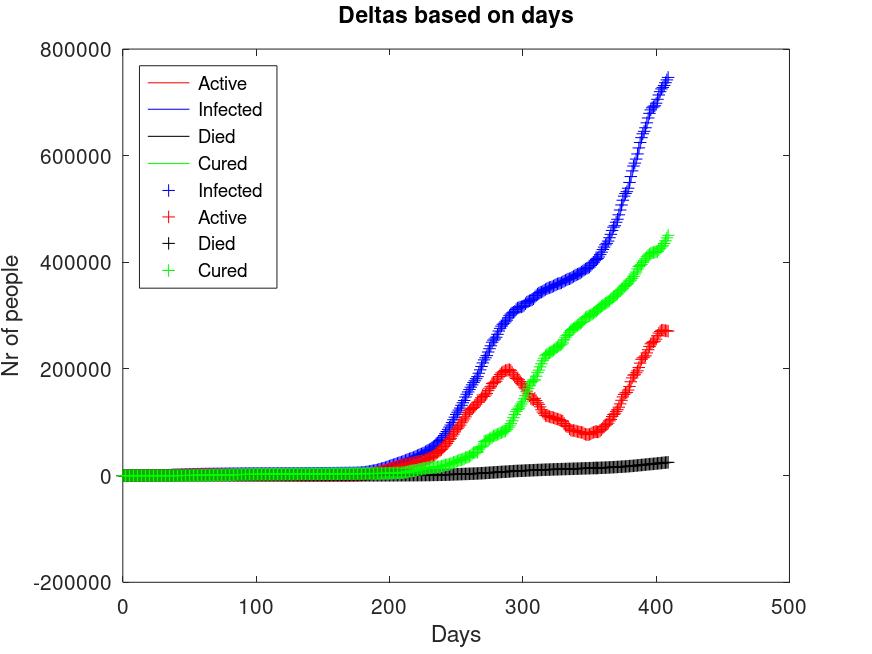 Deltas based on days
800000
600000
400000
200000
0
-200000
Nr of people
Active
Infected
Died
Cured
Infected
Active
Died
Cured
0 100 200 300 400 500
Days